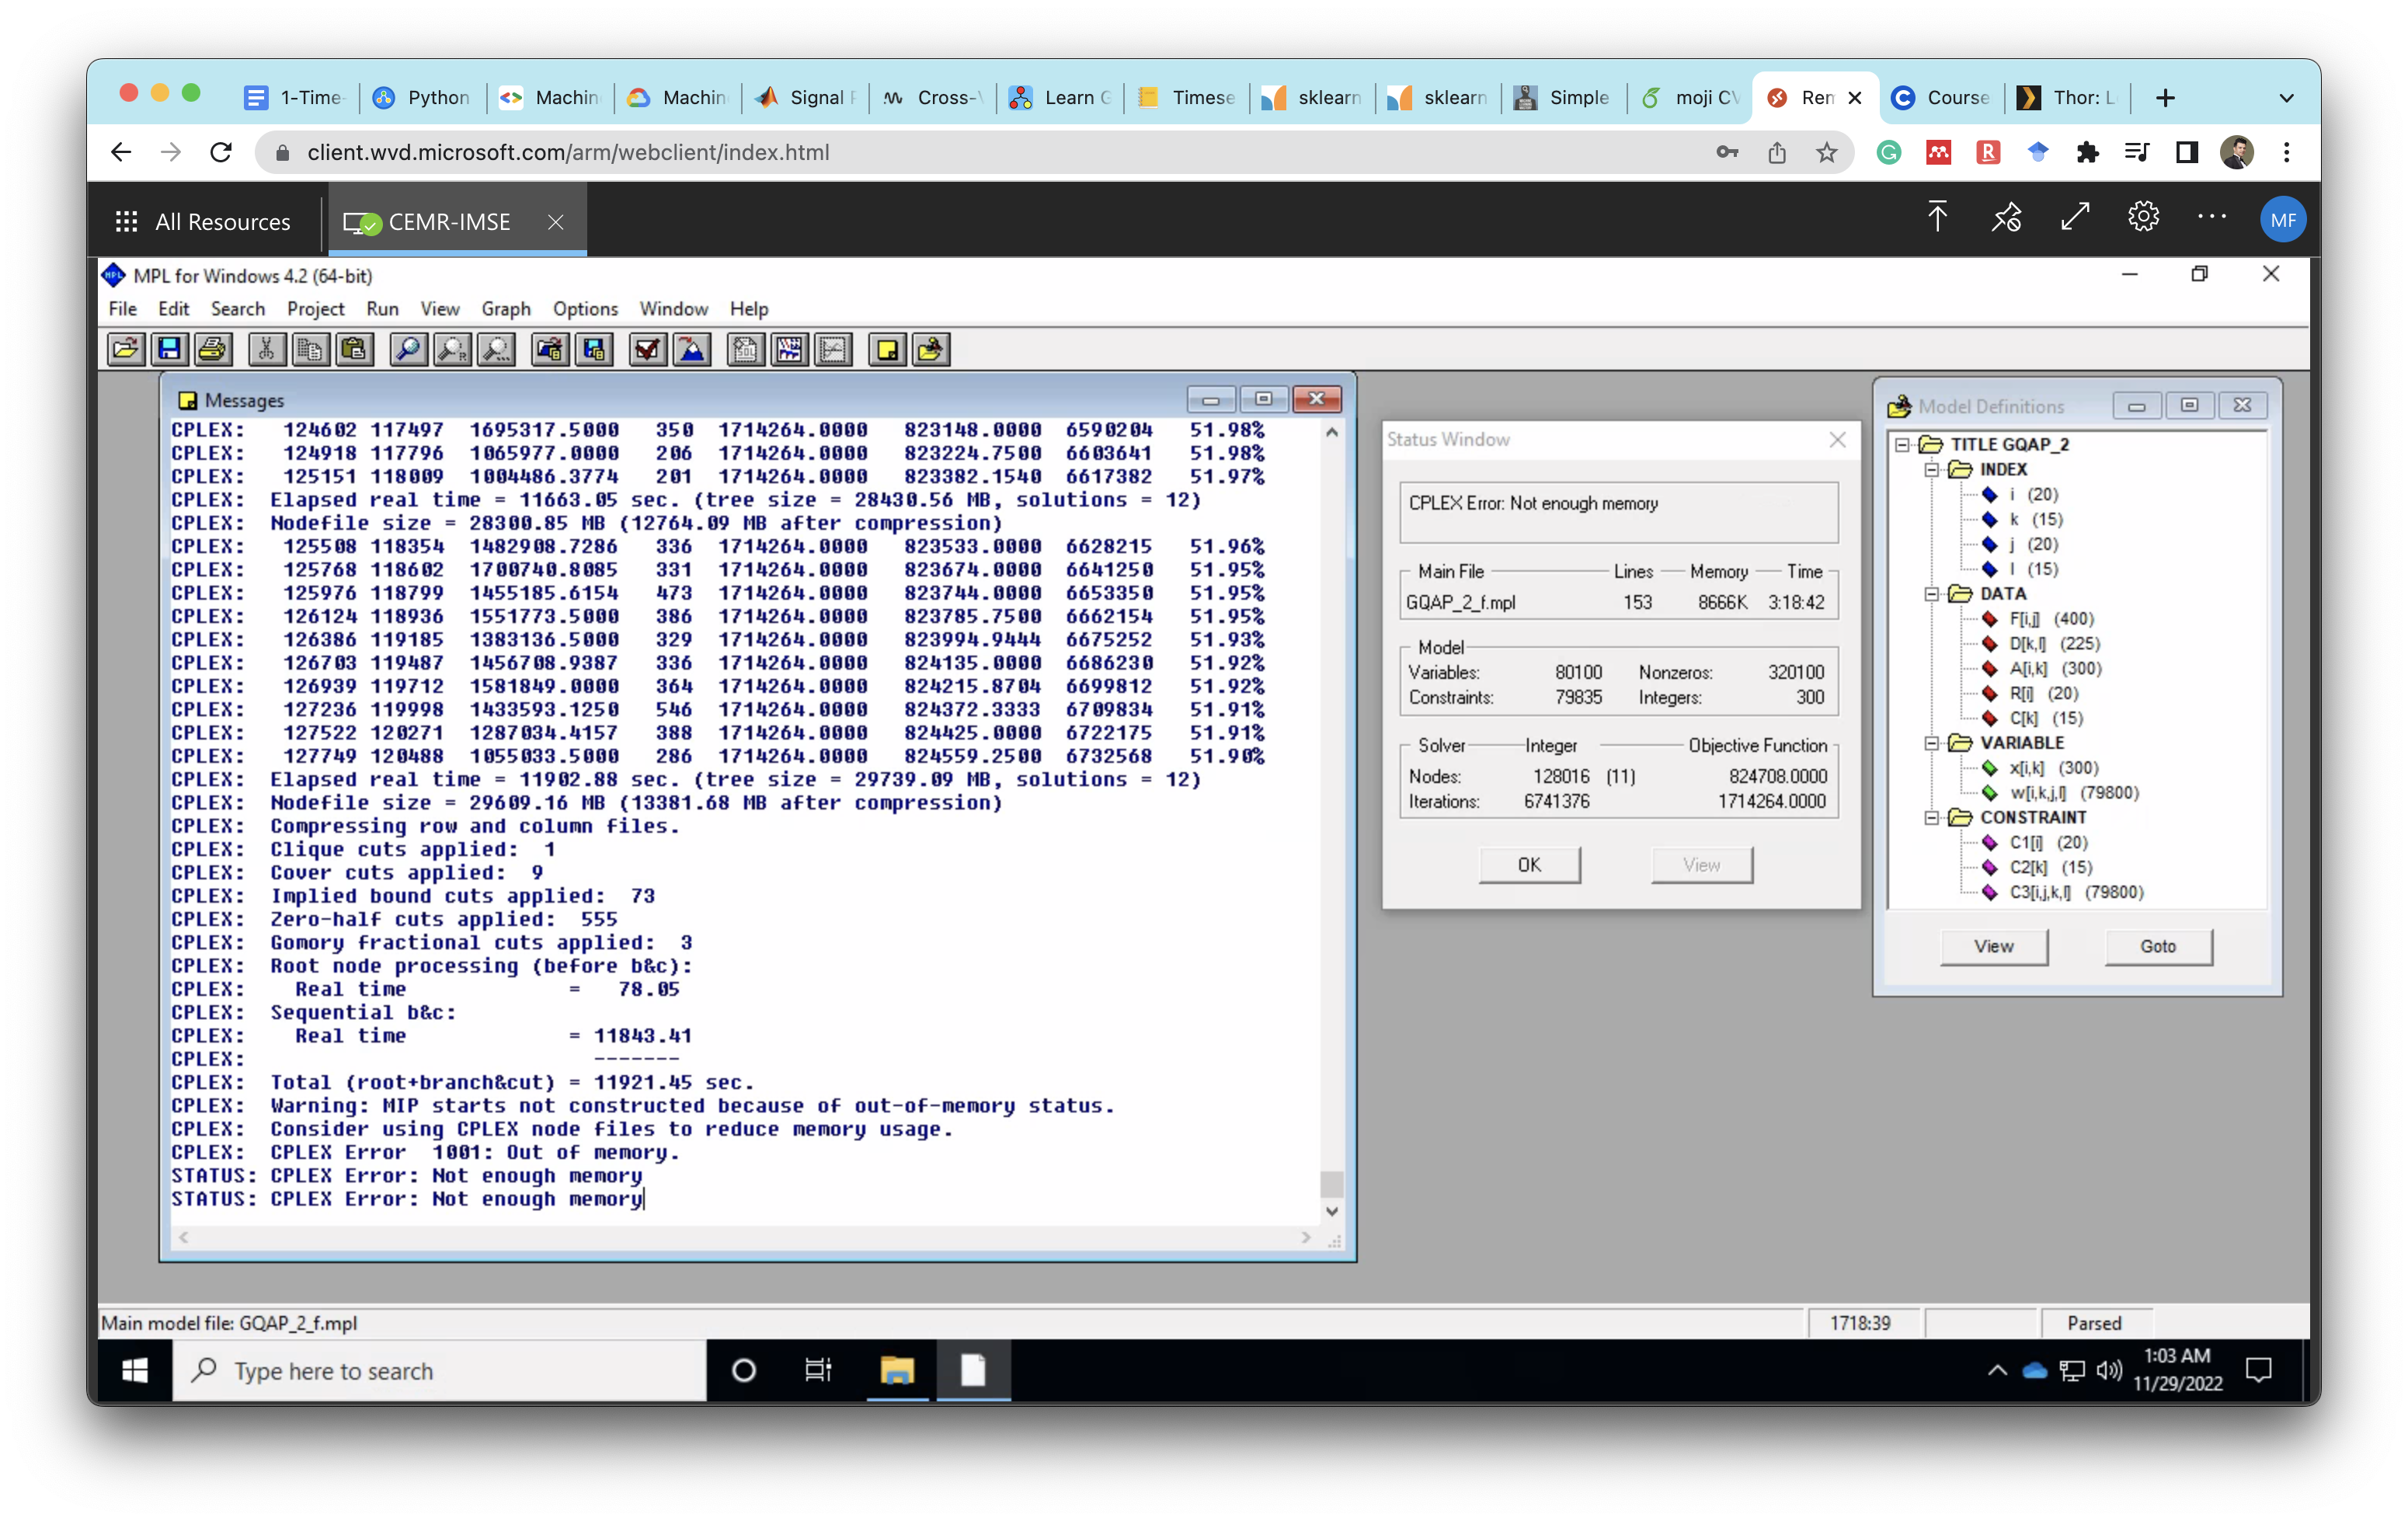 1-Time-
Python
Machin
Machin
Signal
Cross-
Learn
Timese
sklearn
sklearn
Simple
moji CV
Rem
Course
Thor: L
client.wvd.microsoft.com/arm/webclient/index.html
All Resources
CEMR-IMSE
MF
MPL for Windows 4.2 (64-bit)
File Edit Search Project Run View Graph Options Window Help
Messages
CPLEX: 124602 117497 1695317.5000 350 1714264.0000 823148.0000 6590204 51.98%
CPLEX: 124918 117796 1065977.0000 206 1714264.0000 823224.7500 6603641 51.98%
CPLEX: 125151 118009 1004486.3774 201 1714264.0000 823382.1540 6617382 51.97%
CPLEX: Elapsed real time = 11663.05 sec. (tree size = 28430.56 MB, solutions = 12)
CPLEX: Nodefile size = 28300.85 MB (12764.09 MB after compression)
CPLEX: 125508 118354 1482908.7286 336 1714264.0000 823533.0000 6628215 51.96%
CPLEX: 125768 118602 1700740.8085 331 1714264.0000 823674.0000 6641250 51.95%
CPLEX: 125976 118799 1455185.6154 473 1714264.0000 823744.0000 6653350 51.95%
CPLEX: 126124 118936 1551773.5000 386 1714264.0000 823785.7500 6662154 51.95%
CPLEX: 126386 119185 1383136.5000 329 1714264.0000 823994.9444 6675252 51.93%
CPLEX: 126703 119487 1456708.9387 336 1714264.0000 824135.0000 6686230 51.92%
CPLEX: 126939 119712 1581849.0000 364 1714264.0000 824215.8704 6699812 51.92%
CPLEX: 127236 119998 1433593.1250 546 1714264.0000 824372.3333 6709834 51.91%
CPLEX: 127522 120271 1287034.4157 388 1714264.0000 824425.0000 6722175 51.91%
CPLEX: 127749 120488 1055033.5000 286 1714264.0000 824559.2500 6732568 51.90%
CPLEX: Elapsed real time = 11902.88 sec. (tree size = 29739.09 MB, solutions = 12)
CPLEX: Nodefile size = 29609.16 MB (13381.68 MB after compression)
CPLEX: Compressing row and column files.
CPLEX: Clique cuts applied: 1
CPLEX: Cover cuts applied: 9
CPLEX: Implied bound cuts applied: 73
CPLEX: Zero-half cuts applied: 555
CPLEX: Gomory fractional cuts applied: 3
CPLEX: Root node processing (before b&c):
CPLEX: Real time = 78.05
CPLEX: Sequential b&c:
CPLEX: Real time = 11843.41
CPLEX: -------
CPLEX: Total (root+branch&cut) = 11921.45 sec.
CPLEX: Warning: MIP starts not constructed because of out-of-memory status.
CPLEX: Consider using CPLEX node files to reduce memory usage.
CPLEX: CPLEX Error 1001: Out of memory.
STATUS: CPLEX Error: Not enough memory
STATUS: CPLEX Error: Not enough memory
Status Window
CPLEX Error: Not enough memory
Main File Lines Memory Time
GQAP_2_f.mpl 153 8666K 3:18:42
Model
Variables: 80100 Nonzeros: 320100
Constraints: 79835 Integers: 300
Solver Integer Objective Function
Nodes: 128016 (11) 824708.0000
Iterations: 6741376 1714264.0000
OK
View
Model Definitions
TITLE GQAP_2
INDEX
i (20)
k (15)
j (20)
l (15)
DATA
F[i,j] (400)
D[k,l] (225)
A[i,k] (300)
R[i] (20)
C[k] (15)
VARIABLE
x[i,k] (300)
w[i,k,j,l] (79800)
CONSTRAINT
C1[i] (20)
C2[k] (15)
C3[i,j,k,l] (79800)
View
Goto
Main model file: GQAP_2_f.mpl
1718:39
Parsed
Type here to search
1:03 AM
11/29/2022